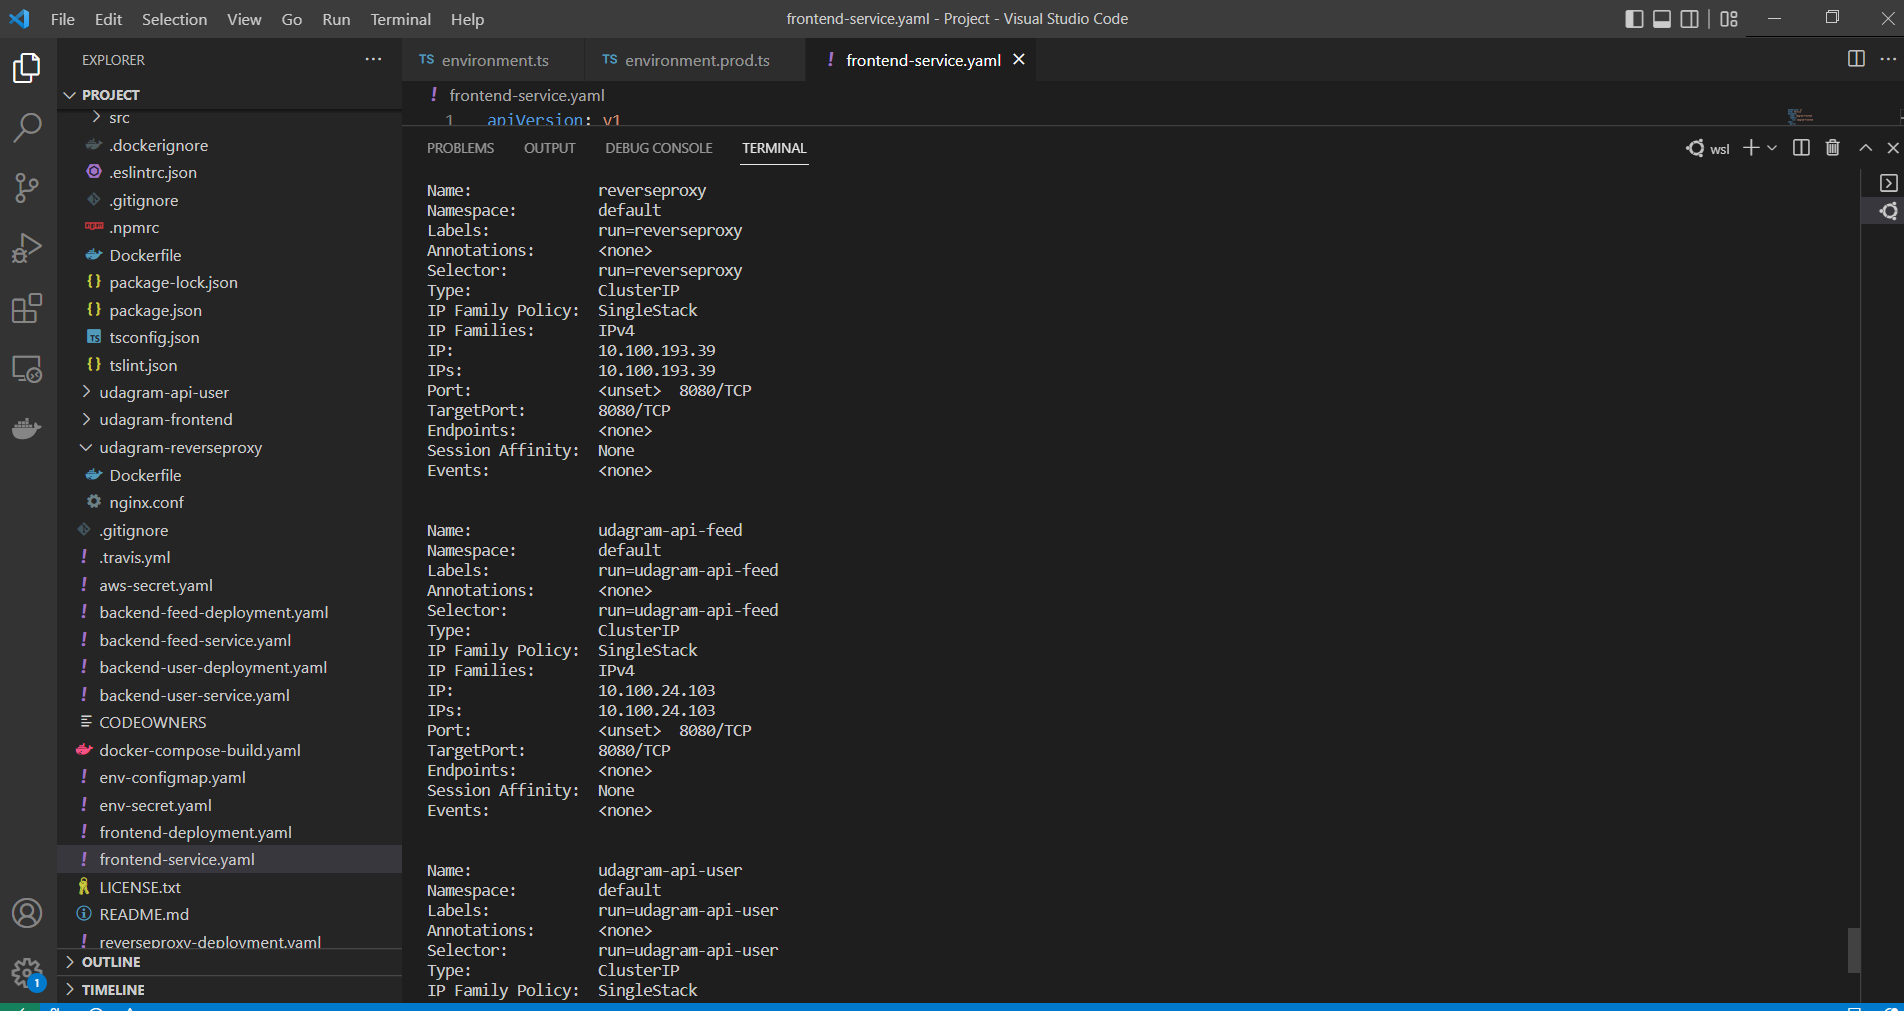 File Edit Selection View Go Run Terminal Help
frontend-service.yaml - Project - Visual Studio Code
EXPLORER
PROJECT
src
.dockerignore
.eslintrc.json
.gitignore
.npmrc
Dockerfile
package-lock.json
package.json
tsconfig.json
tslint.json
udagram-api-user
udagram-frontend
udagram-reverseproxy
Dockerfile
nginx.conf
.gitignore
.travis.yml
aws-secret.yaml
backend-feed-deployment.yaml
backend-feed-service.yaml
backend-user-deployment.yaml
backend-user-service.yaml
CODEOWNERS
docker-compose-build.yaml
env-configmap.yaml
env-secret.yaml
frontend-deployment.yaml
frontend-service.yaml
LICENSE.txt
README.md
reverseproxy-deployment.yaml
OUTLINE
TIMELINE
1
TS environment.ts
TS environment.prod.ts
! frontend-service.yaml
! frontend-service.yaml
1 apiVersion: v1
PROBLEMS OUTPUT DEBUG CONSOLE TERMINAL
wsl
Name: reverseproxy
Namespace: default
Labels: run=reverseproxy
Annotations: <none>
Selector: run=reverseproxy
Type: ClusterIP
IP Family Policy: SingleStack
IP Families: IPv4
IP: 10.100.193.39
IPs: 10.100.193.39
Port: <unset> 8080/TCP
TargetPort: 8080/TCP
Endpoints: <none>
Session Affinity: None
Events: <none>
Name: udagram-api-feed
Namespace: default
Labels: run=udagram-api-feed
Annotations: <none>
Selector: run=udagram-api-feed
Type: ClusterIP
IP Family Policy: SingleStack
IP Families: IPv4
IP: 10.100.24.103
IPs: 10.100.24.103
Port: <unset> 8080/TCP
TargetPort: 8080/TCP
Endpoints: <none>
Session Affinity: None
Events: <none>
Name: udagram-api-user
Namespace: default
Labels: run=udagram-api-user
Annotations: <none>
Selector: run=udagram-api-user
Type: ClusterIP
IP Family Policy: SingleStack